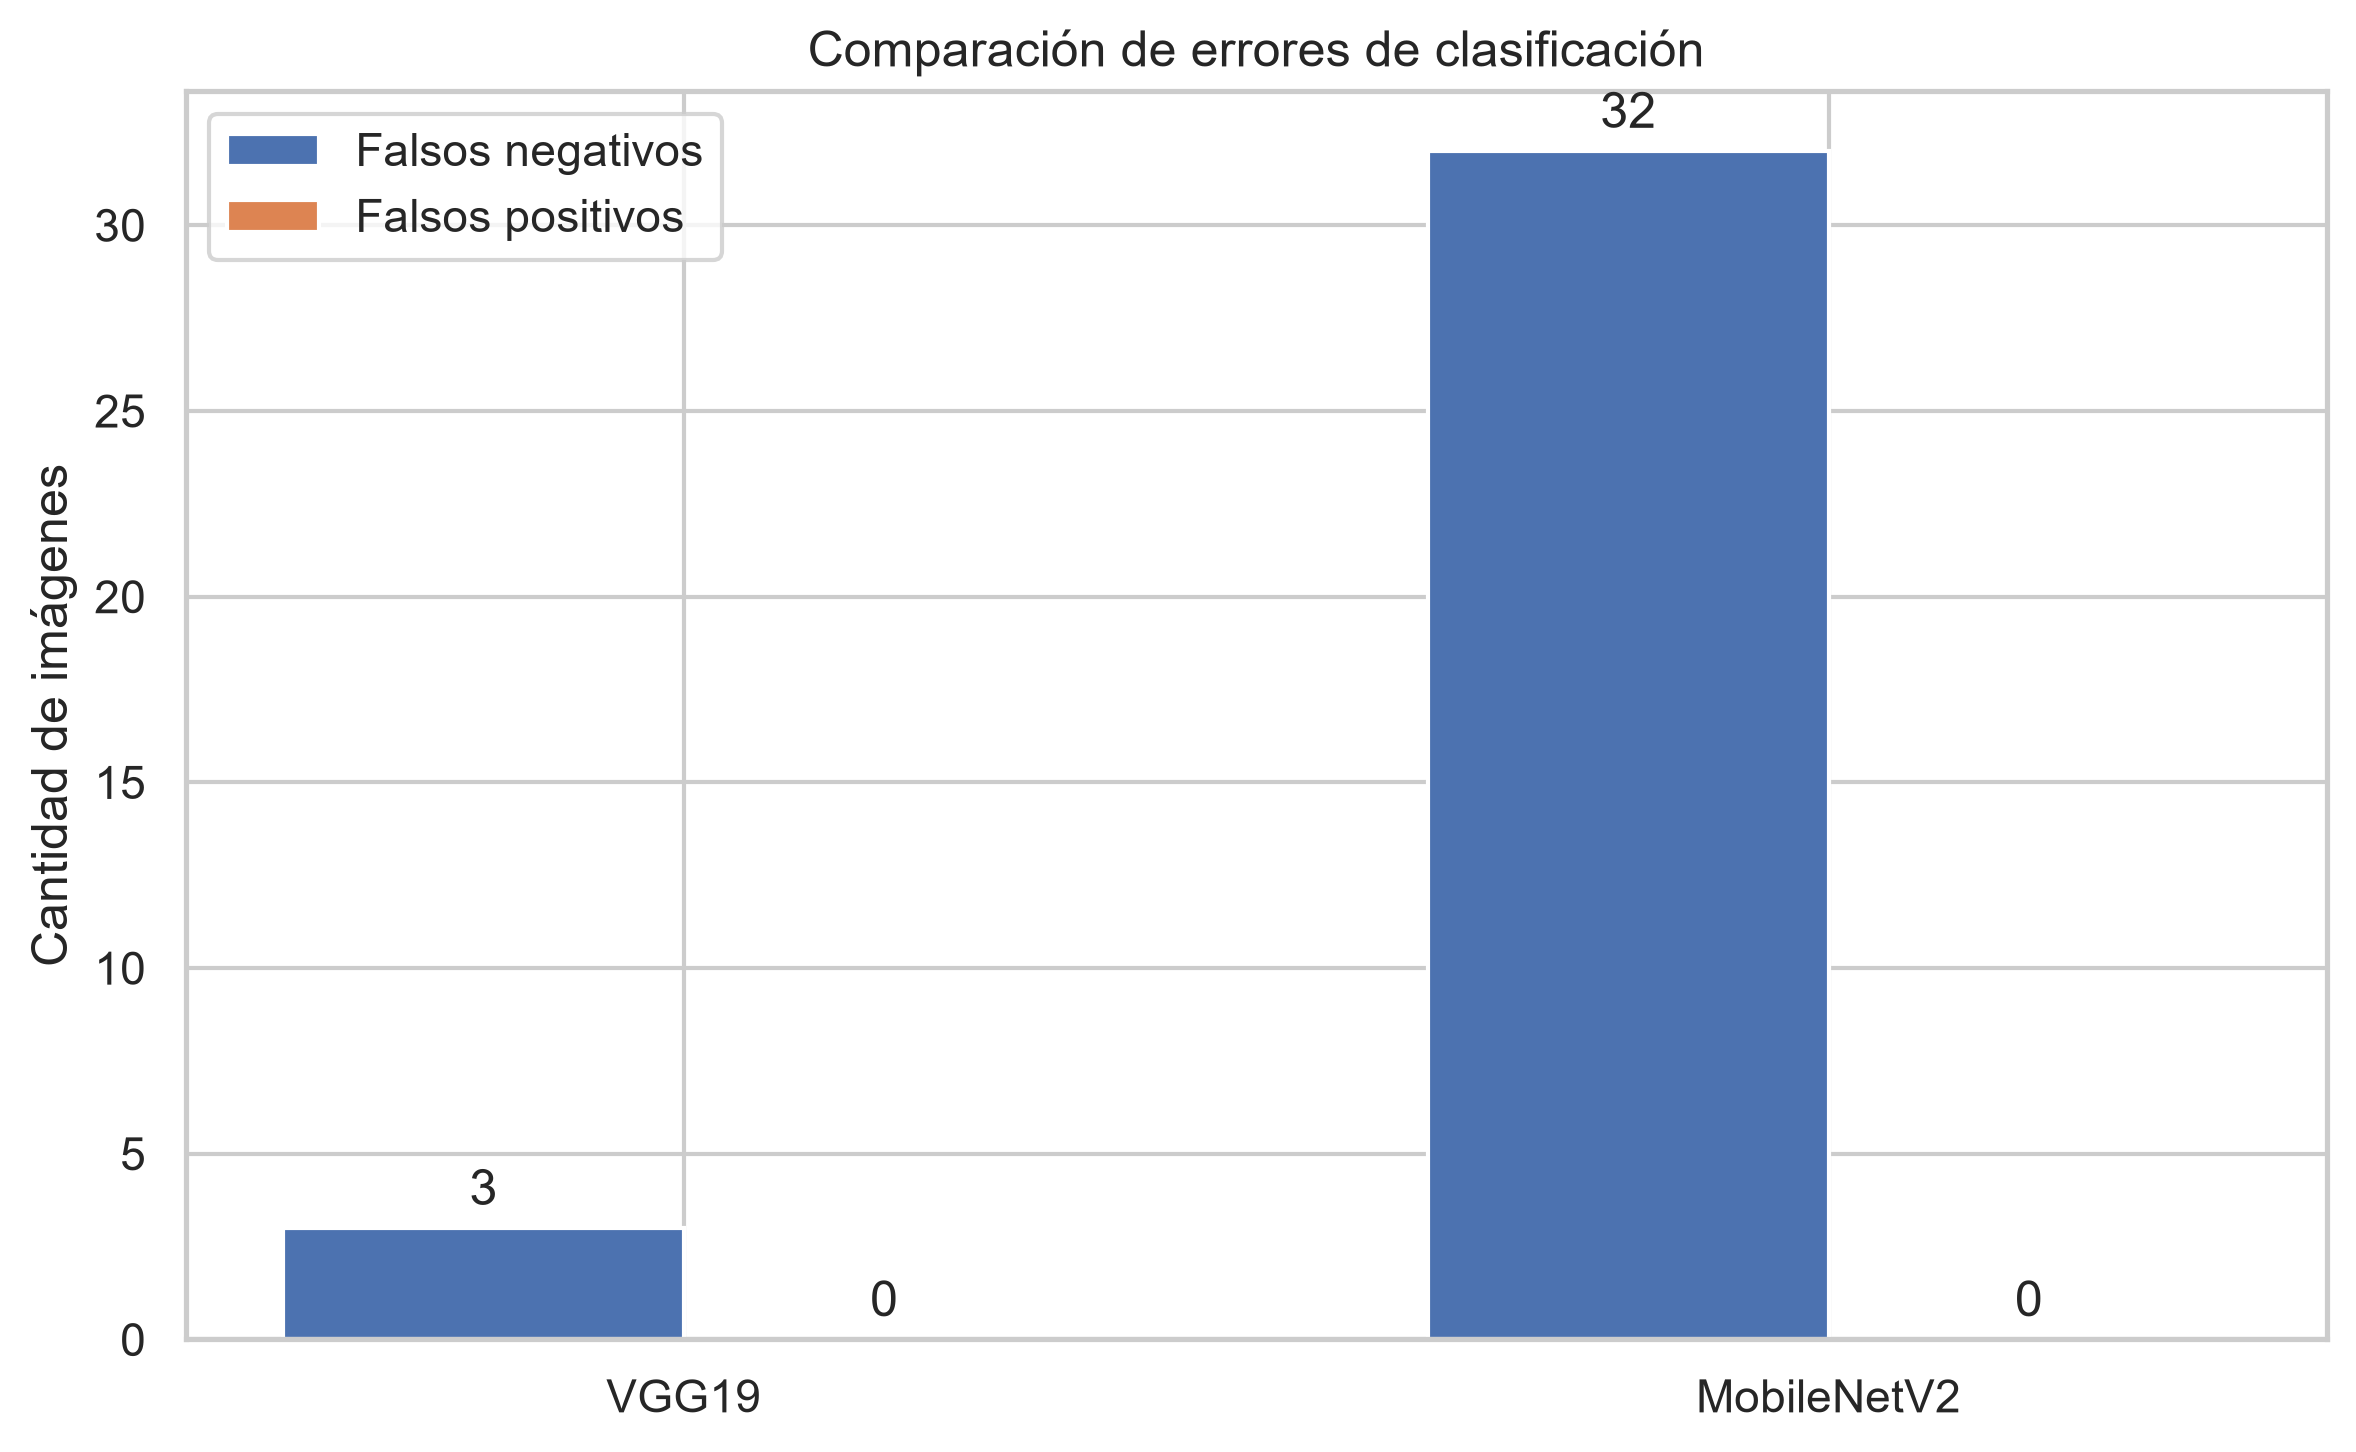 Comparación de errores de clasificación
Falsos negativos
Falsos positivos
Cantidad de imágenes
30
25
20
15
10
5
0
32
3
0
0
VGG19
MobileNetV2